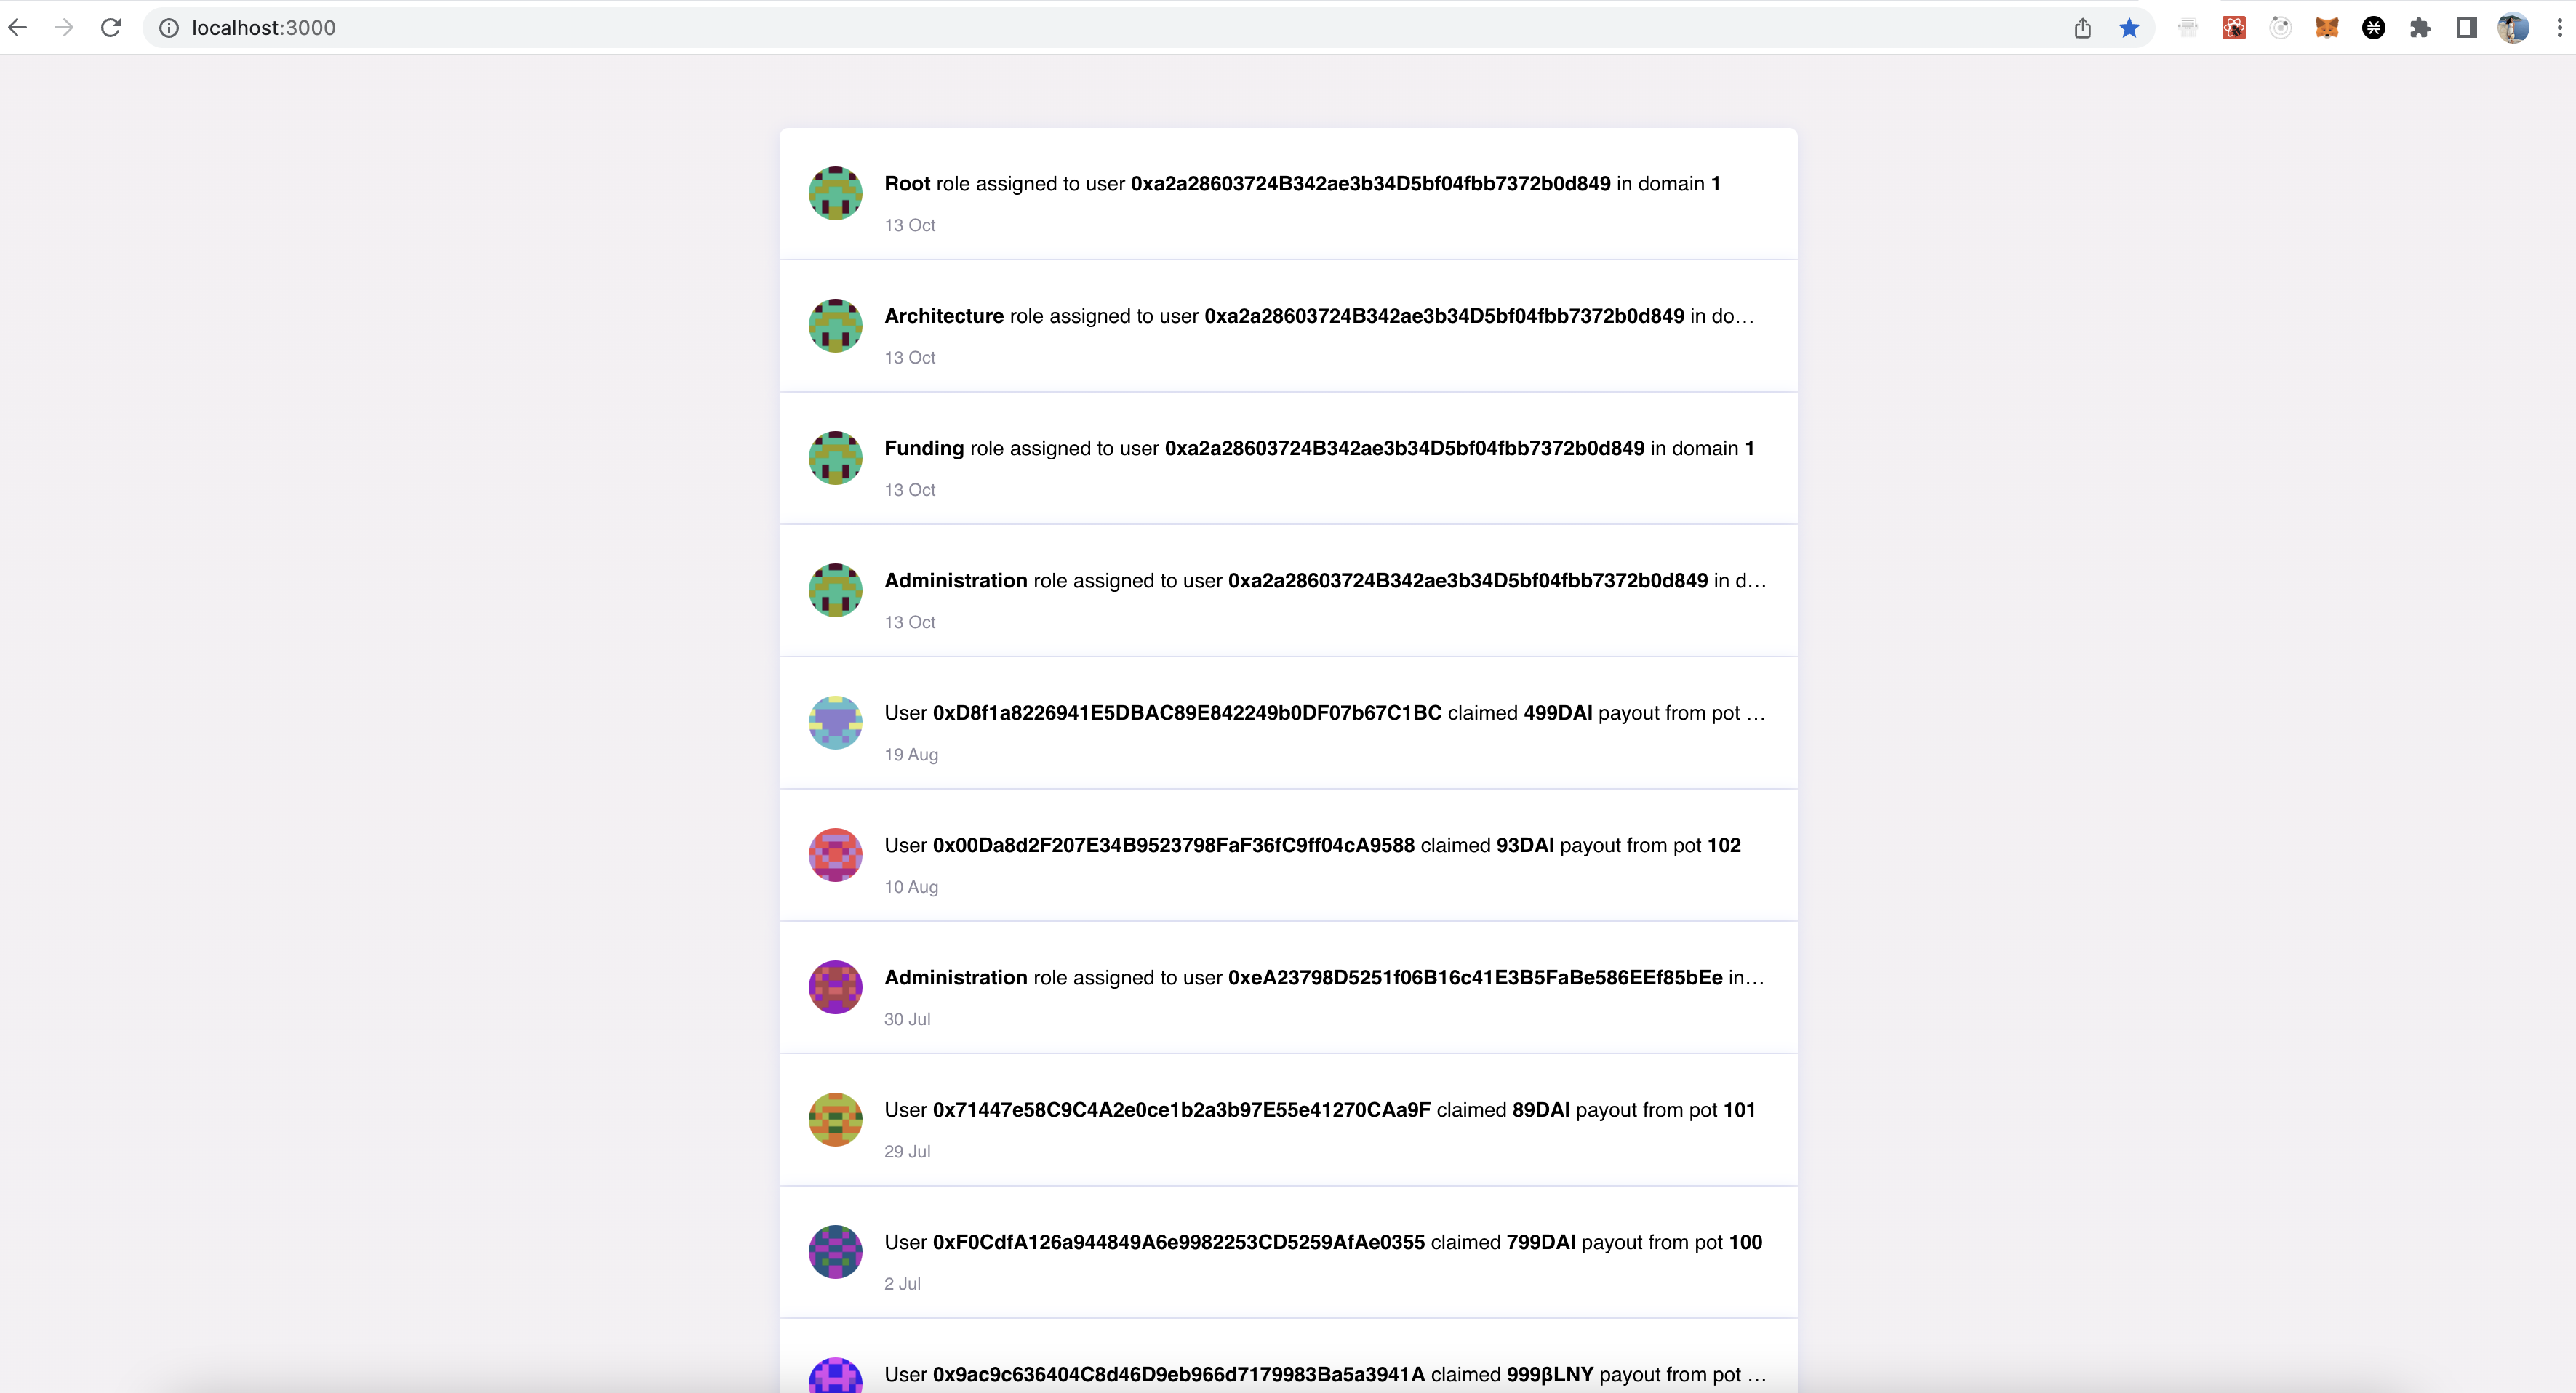 localhost:3000
Root role assigned to user 0xa2a28603724B342ae3b34D5bf04fbb7372b0d849 in domain 1
13 Oct
Architecture role assigned to user 0xa2a28603724B342ae3b34D5bf04fbb7372b0d849 in do…
13 Oct
Funding role assigned to user 0xa2a28603724B342ae3b34D5bf04fbb7372b0d849 in domain 1
13 Oct
Administration role assigned to user 0xa2a28603724B342ae3b34D5bf04fbb7372b0d849 in d…
13 Oct
User 0xD8f1a8226941E5DBAC89E842249b0DF07b67C1BC claimed 499DAI payout from pot …
19 Aug
User 0x00Da8d2F207E34B9523798FaF36fC9ff04cA9588 claimed 93DAI payout from pot 102
10 Aug
Administration role assigned to user 0xeA23798D5251f06B16c41E3B5FaBe586EEf85bEe in…
30 Jul
User 0x71447e58C9C4A2e0ce1b2a3b97E55e41270CAa9F claimed 89DAI payout from pot 101
29 Jul
User 0xF0CdfA126a944849A6e9982253CD5259AfAe0355 claimed 799DAI payout from pot 100
2 Jul
User 0x9ac9c636404C8d46D9eb966d7179983Ba5a3941A claimed 999βLNY payout from pot …